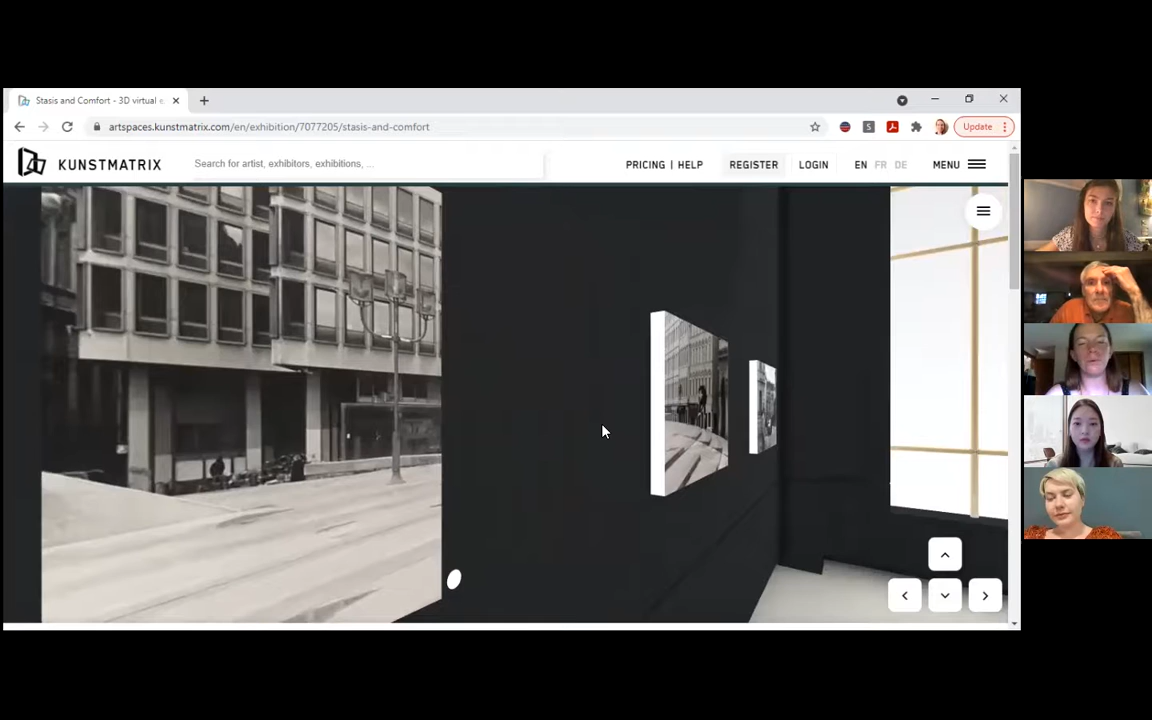 Stasis and Comfort - 3D virtual e
artspaces.kunstmatrix.com/en/exhibition/7077205/stasis-and-comfort
Update
KUNSTMATRIX
Search for artist, exhibitors, exhibitions, ...
PRICING | HELP
REGISTER
LOGIN
EN FR DE
MENU